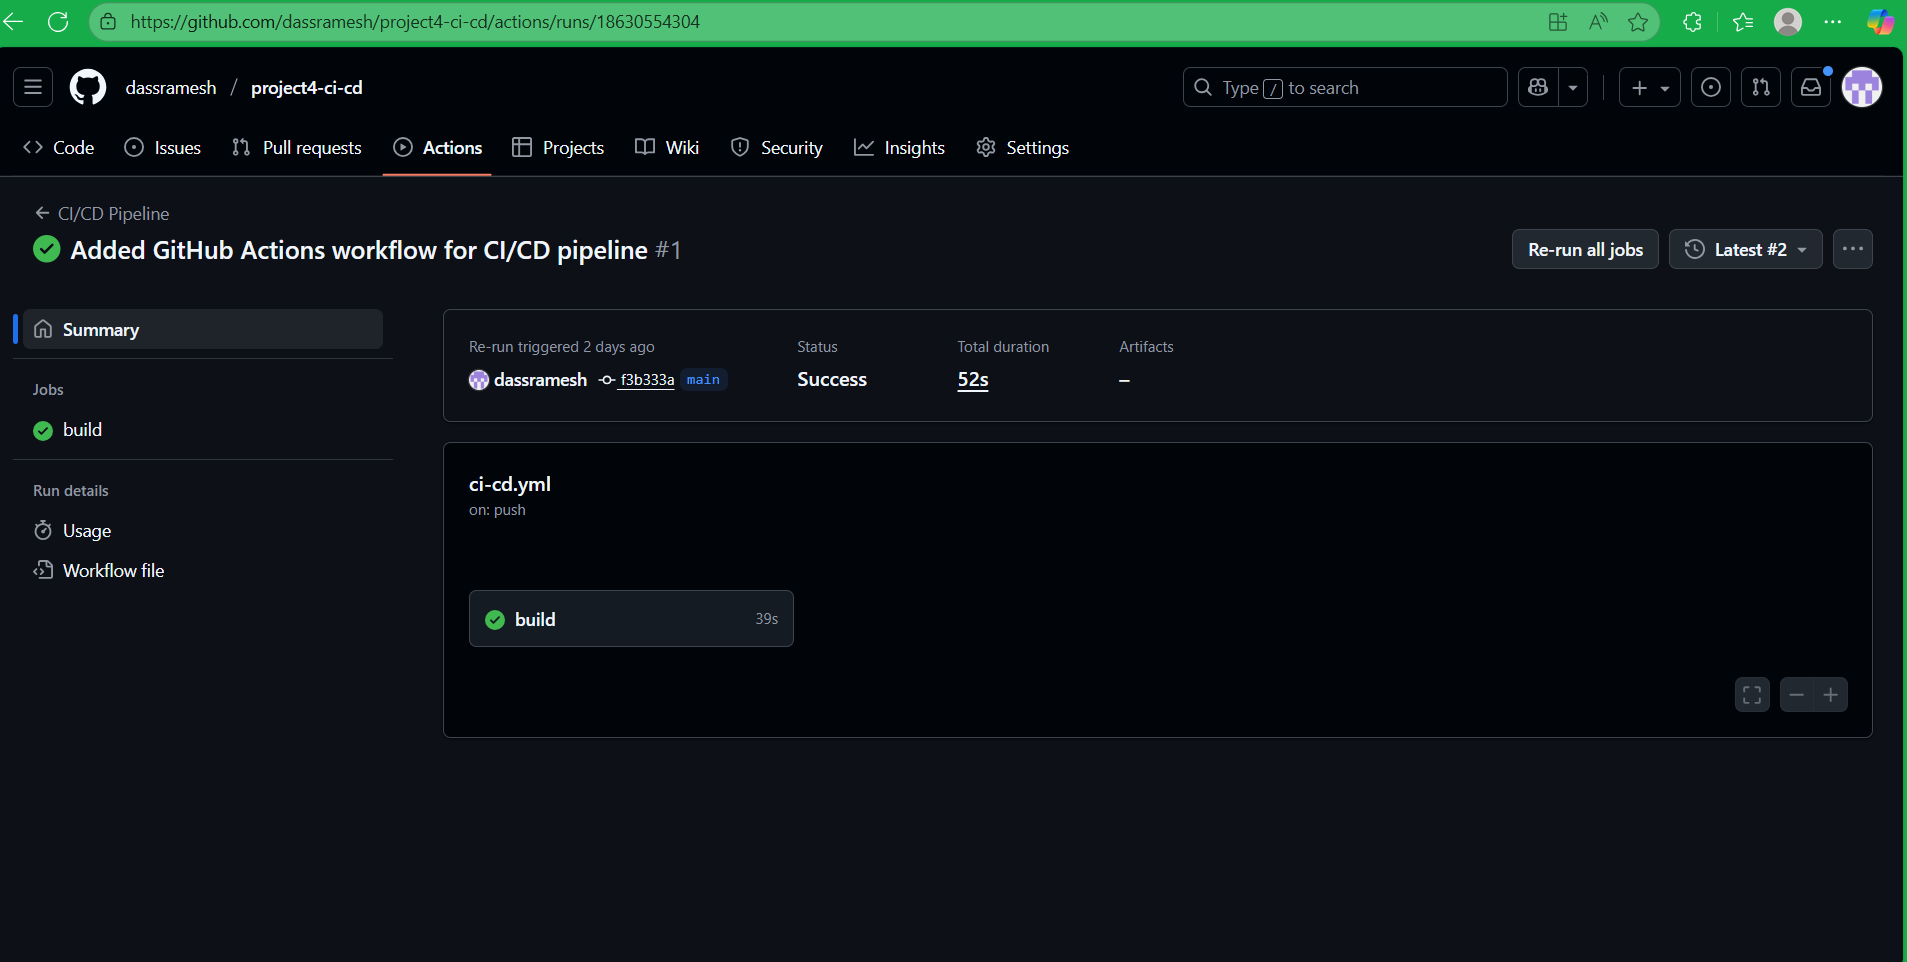 https://github.com/dassramesh/project4-ci-cd/actions/runs/18630554304
dassramesh / project4-ci-cd
Type / to search
Code Issues Pull requests Actions Projects Wiki Security Insights Settings
CI/CD Pipeline
Added GitHub Actions workflow for CI/CD pipeline #1
Re-run all jobs
Latest #2
Summary
Jobs
build
Run details
Usage
Workflow file
Re-run triggered 2 days ago
dassramesh f3b333a main
Status
Success
Total duration
52s
Artifacts
–
ci-cd.yml
on: push
build 39s